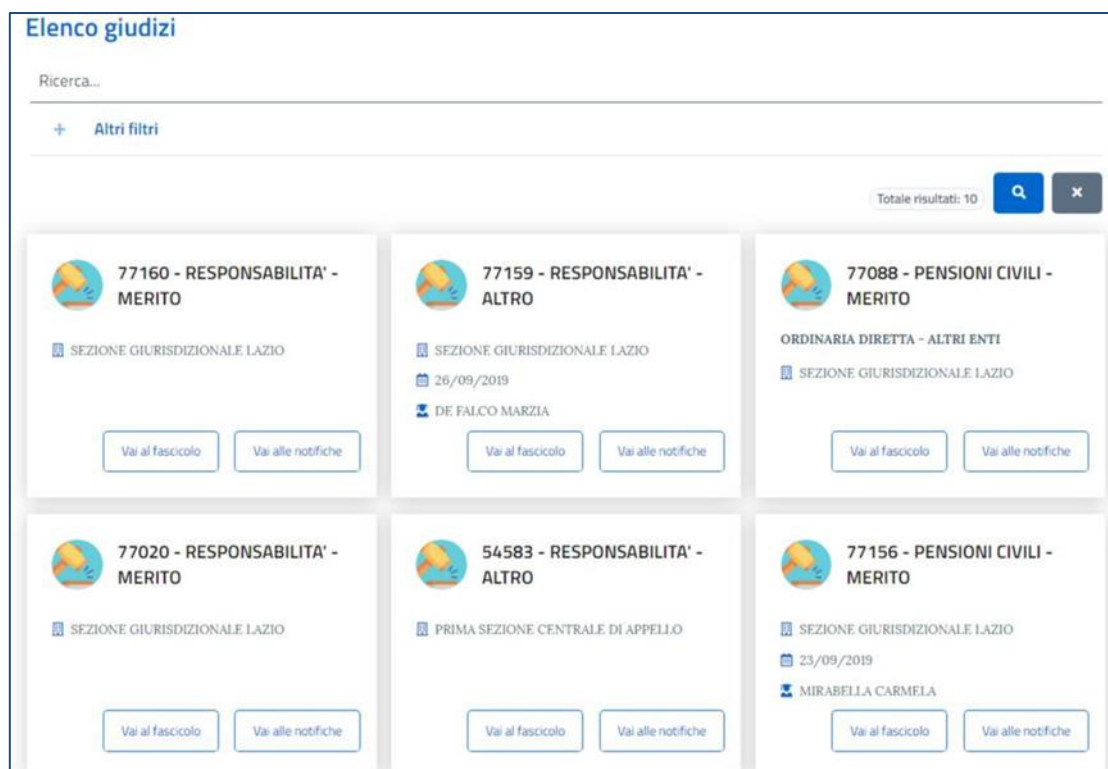 Elenco giudizi
Ricerca...
+ Altri filtri
Totale risultati: 10
77160 - RESPONSABILITA' -
MERITO
SEZIONE GIURISDIZIONALE LAZIO
Vai al fascicolo Vai alle notifiche
77159 - RESPONSABILITA' -
ALTRO
SEZIONE GIURISDIZIONALE LAZIO
26/09/2019
DE FALCO MARZIA
Vai al fascicolo Vai alle notifiche
77088 - PENSIONI CIVILI -
MERITO
ORDINARIA DIRETTA - ALTRI ENTI
SEZIONE GIURISDIZIONALE LAZIO
Vai al fascicolo Vai alle notifiche
77020 - RESPONSABILITA' -
MERITO
SEZIONE GIURISDIZIONALE LAZIO
Vai al fascicolo Vai alle notifiche
54583 - RESPONSABILITA' -
ALTRO
PRIMA SEZIONE CENTRALE DI APPELLO
Vai al fascicolo Vai alle notifiche
77156 - PENSIONI CIVILI -
MERITO
SEZIONE GIURISDIZIONALE LAZIO
23/09/2019
MIRABELLA CARMELA
Vai al fascicolo Vai alle notifiche